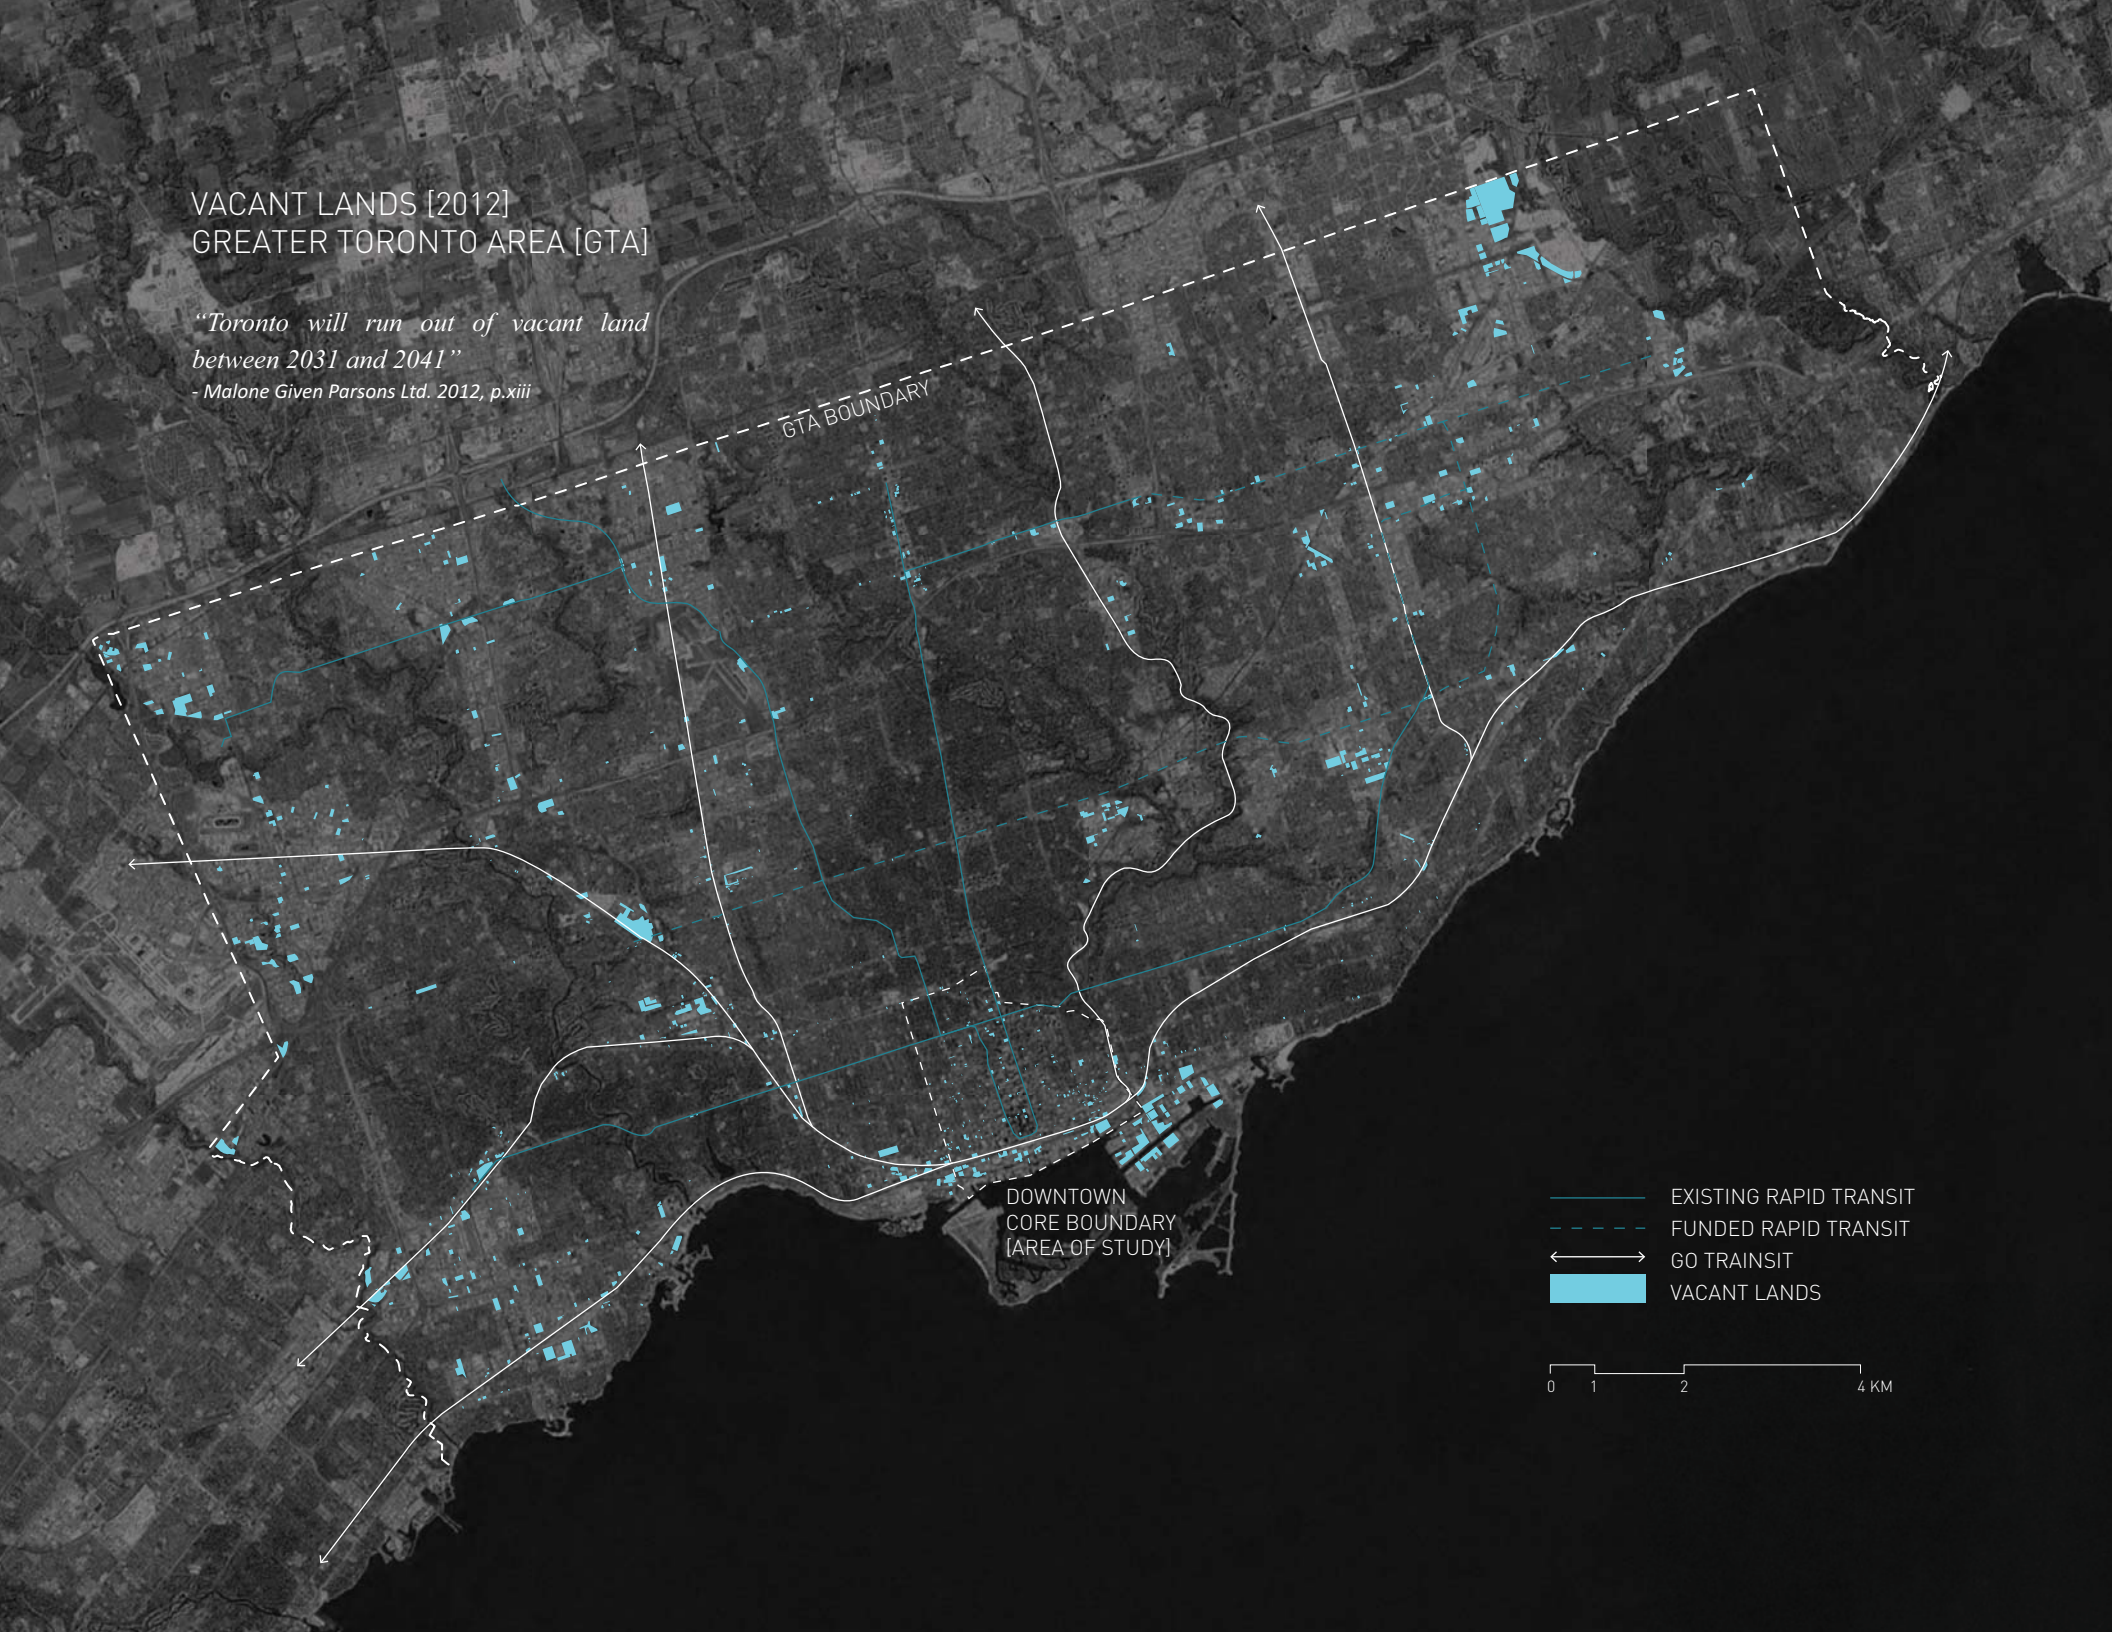 VACANT LANDS [2012]
GREATER TORONTO AREA [GTA]
“Toronto will run out of vacant land
between 2031 and 2041”
- Malone Given Parsons Ltd. 2012, p.xiii
GTA BOUNDARY
DOWNTOWN
CORE BOUNDARY
[AREA OF STUDY]
EXISTING RAPID TRANSIT
FUNDED RAPID TRANSIT
GO TRAINSIT
VACANT LANDS
0 1 2 4 KM